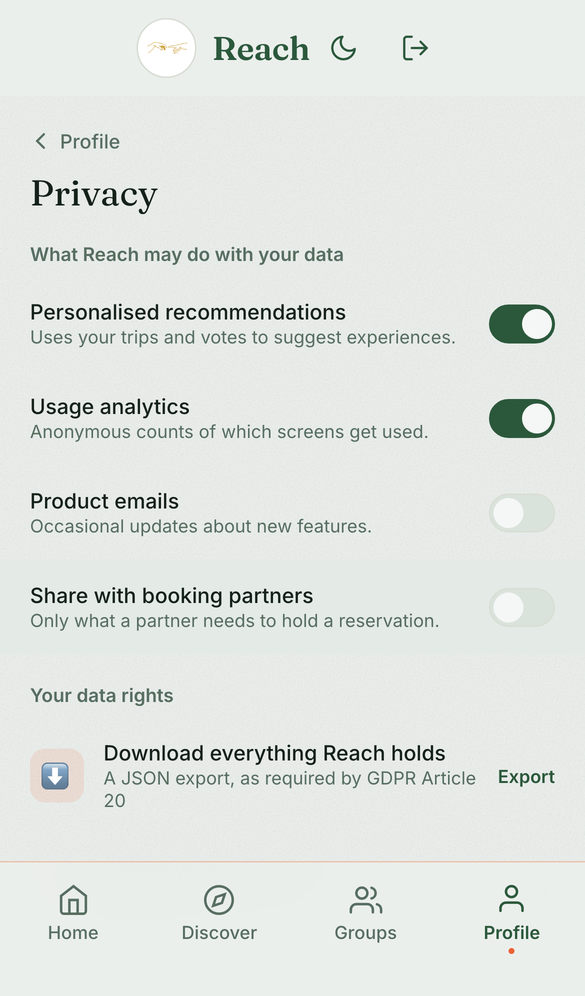 Reach
Profile
Privacy
What Reach may do with your data
Personalised recommendations
Uses your trips and votes to suggest experiences.
Usage analytics
Anonymous counts of which screens get used.
Product emails
Occasional updates about new features.
Share with booking partners
Only what a partner needs to hold a reservation.
Your data rights
Download everything Reach holds
A JSON export, as required by GDPR Article
20
Export
Home
Discover
Groups
Profile